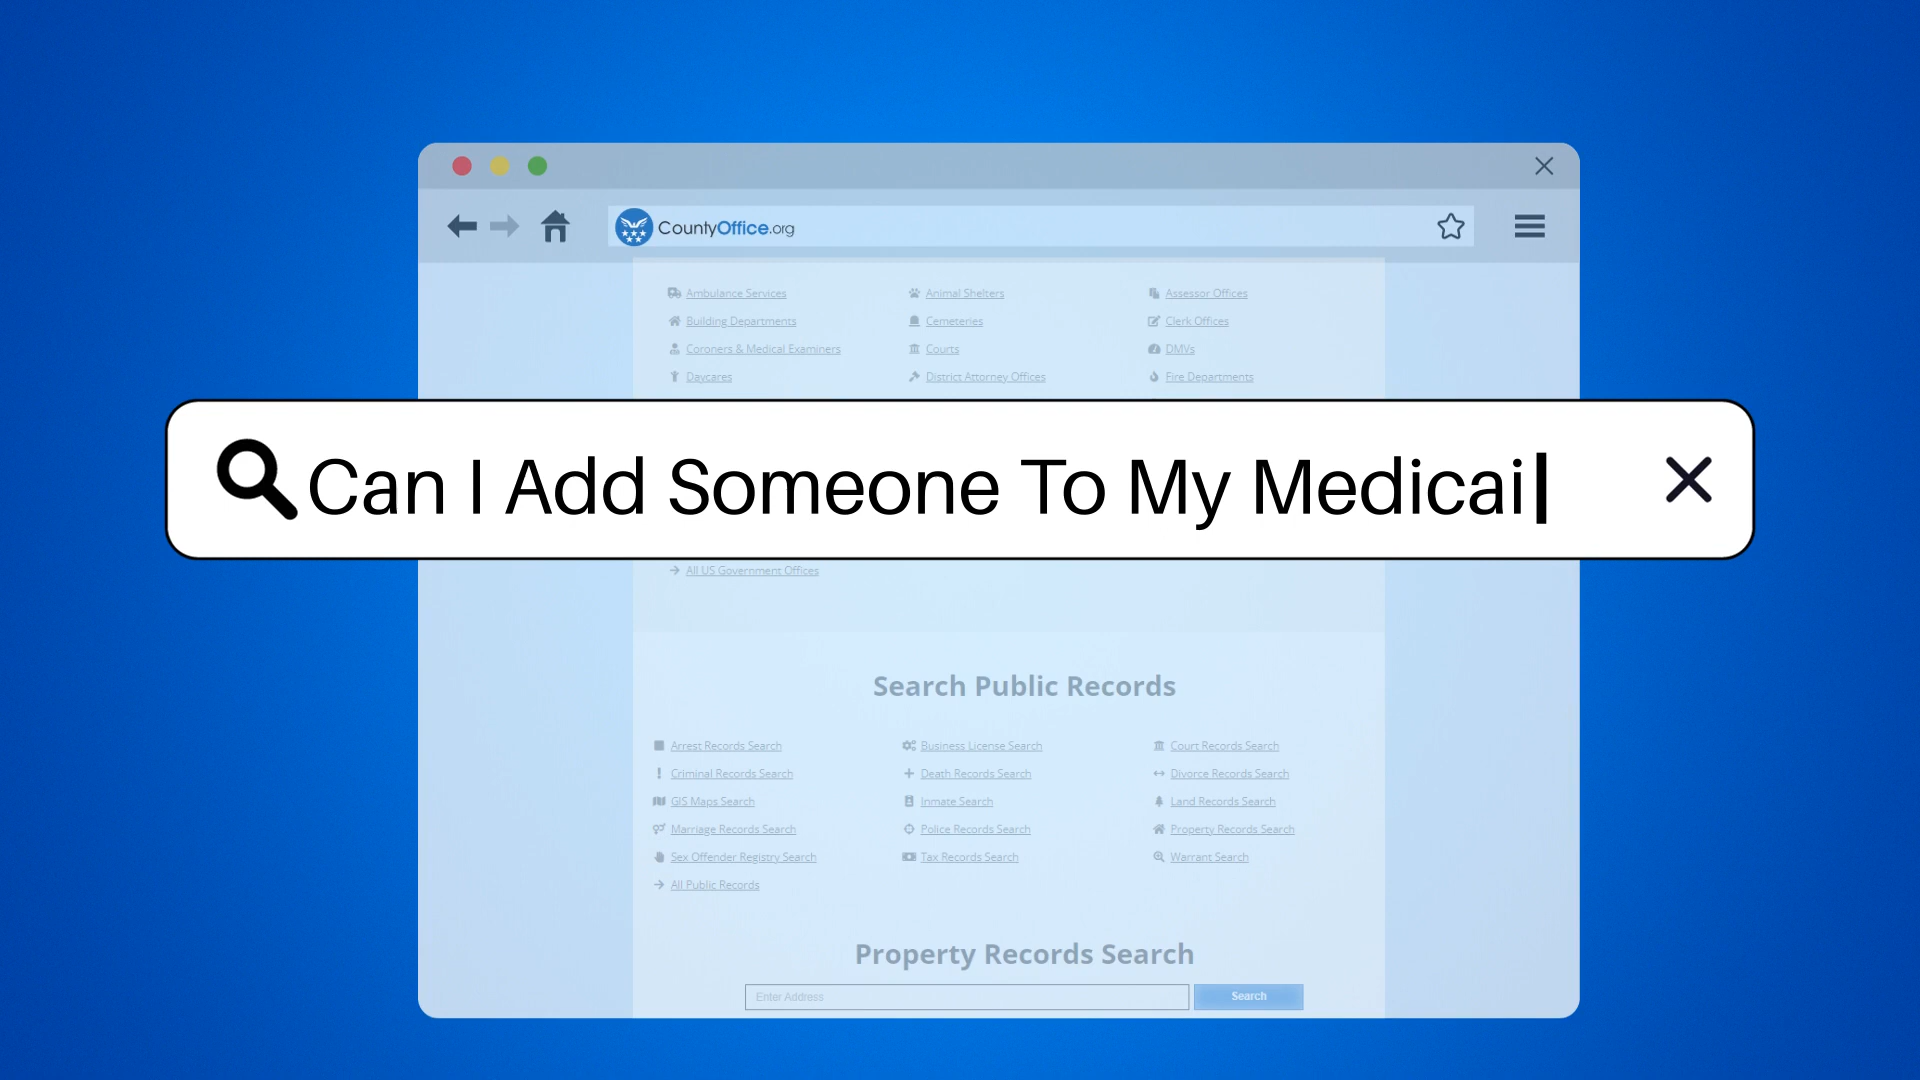 CountyOffice.org
Ambulance Services Animal Shelters Assessor Offices
Building Departments Cemeteries Clerk Offices
Coroners & Medical Examiners Courts DMVs
Daycares District Attorney Offices Fire Departments
Can I Add Someone To My Medicai
All US Government Offices
Search Public Records
Arrest Records Search Business License Search Court Records Search
Criminal Records Search Death Records Search Divorce Records Search
GIS Maps Search Inmate Search Land Records Search
Marriage Records Search Police Records Search Property Records Search
Sex Offender Registry Search Tax Records Search Warrant Search
All Public Records
Property Records Search
Enter Address Search